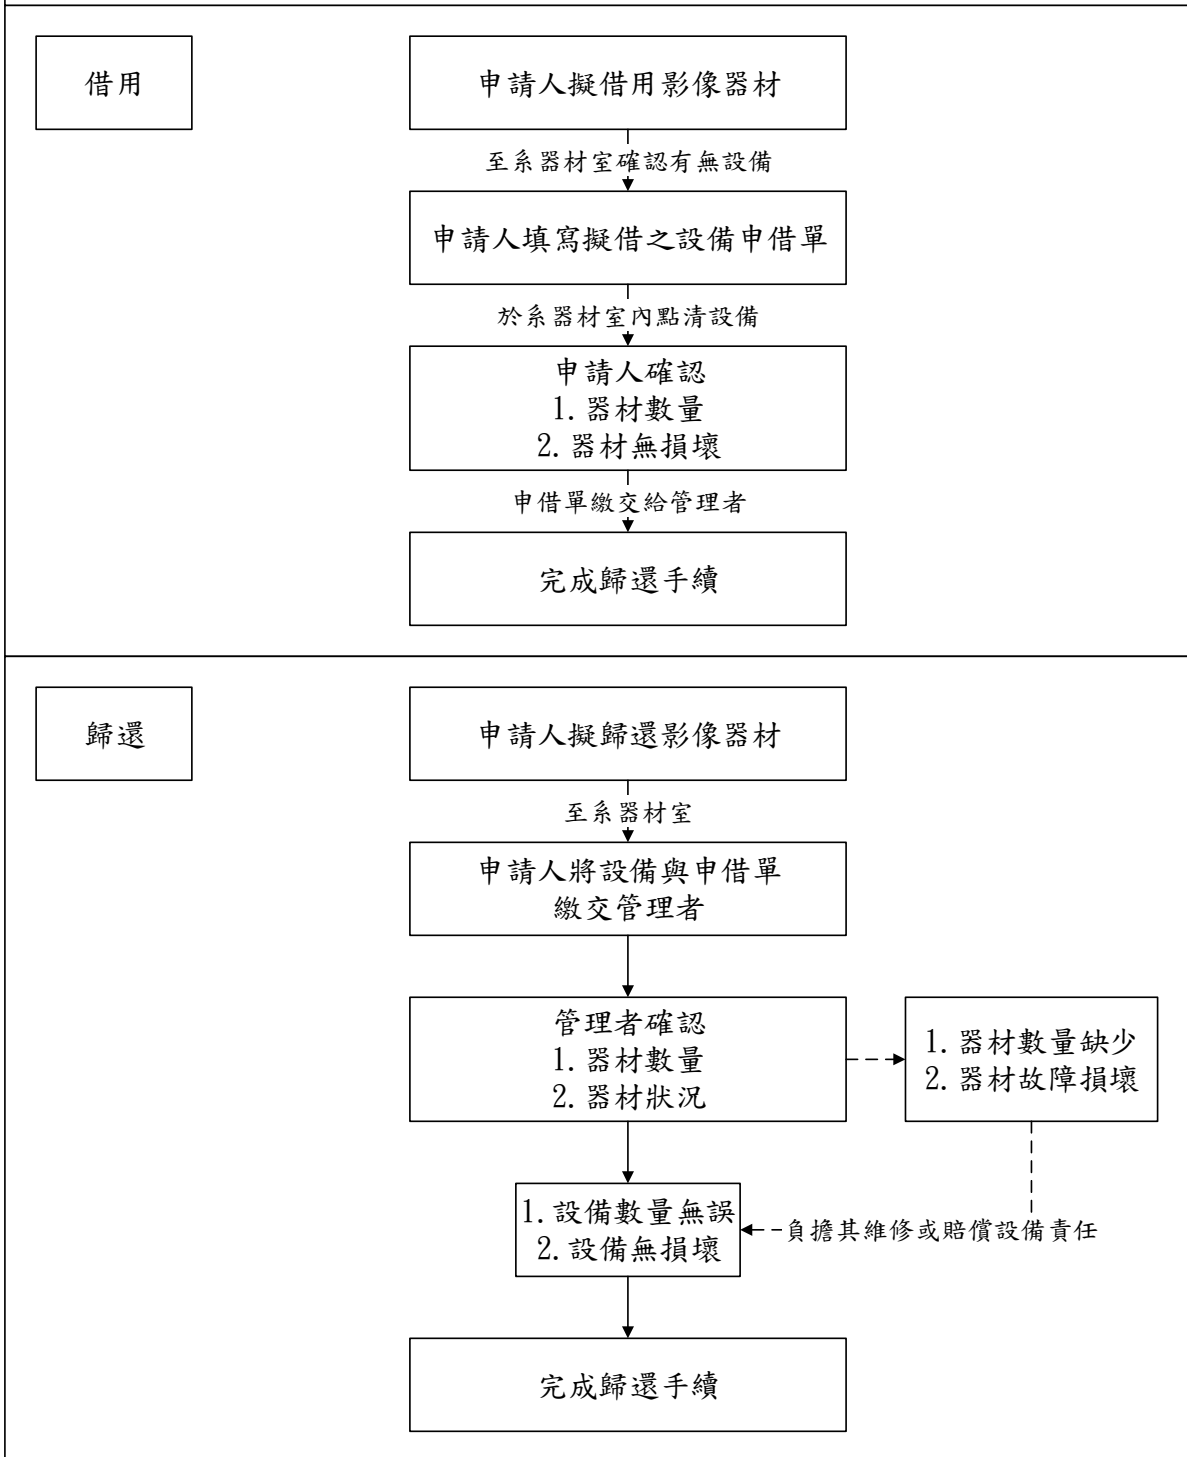 借用
申請人擬借用影像器材
至系器材室確認有無設備
申請人填寫擬借之設備申借單
於系器材室內點清設備
申請人確認
1. 器材數量
2. 器材無損壞
申借單繳交給管理者
完成歸還手續
歸還
申請人擬歸還影像器材
至系器材室
申請人將設備與申借單
繳交管理者
管理者確認
1. 器材數量
2. 器材狀況
1. 器材數量缺少
2. 器材故障損壞
1. 設備數量無誤
2. 設備無損壞
負擔其維修或賠償設備責任
完成歸還手續